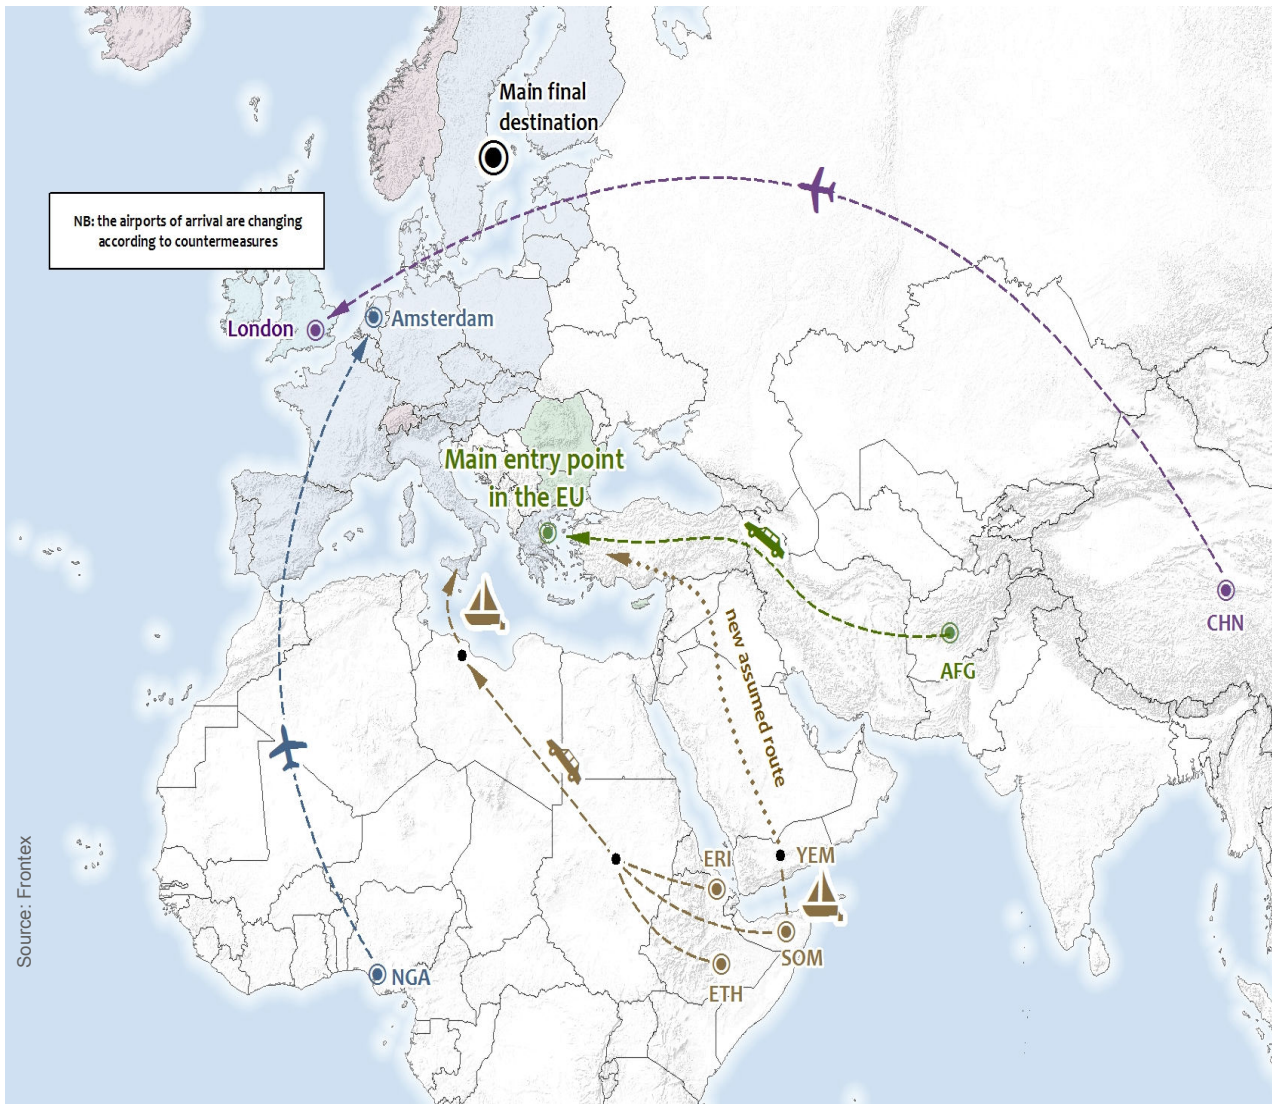 Main final
destination
NB: the airports of arrival are changing
according to countermeasures
London
Amsterdam
Main entry point
in the EU
CHN
AFG
new assumed route
ERI
YEM
SOM
ETH
NGA
Source: Frontex